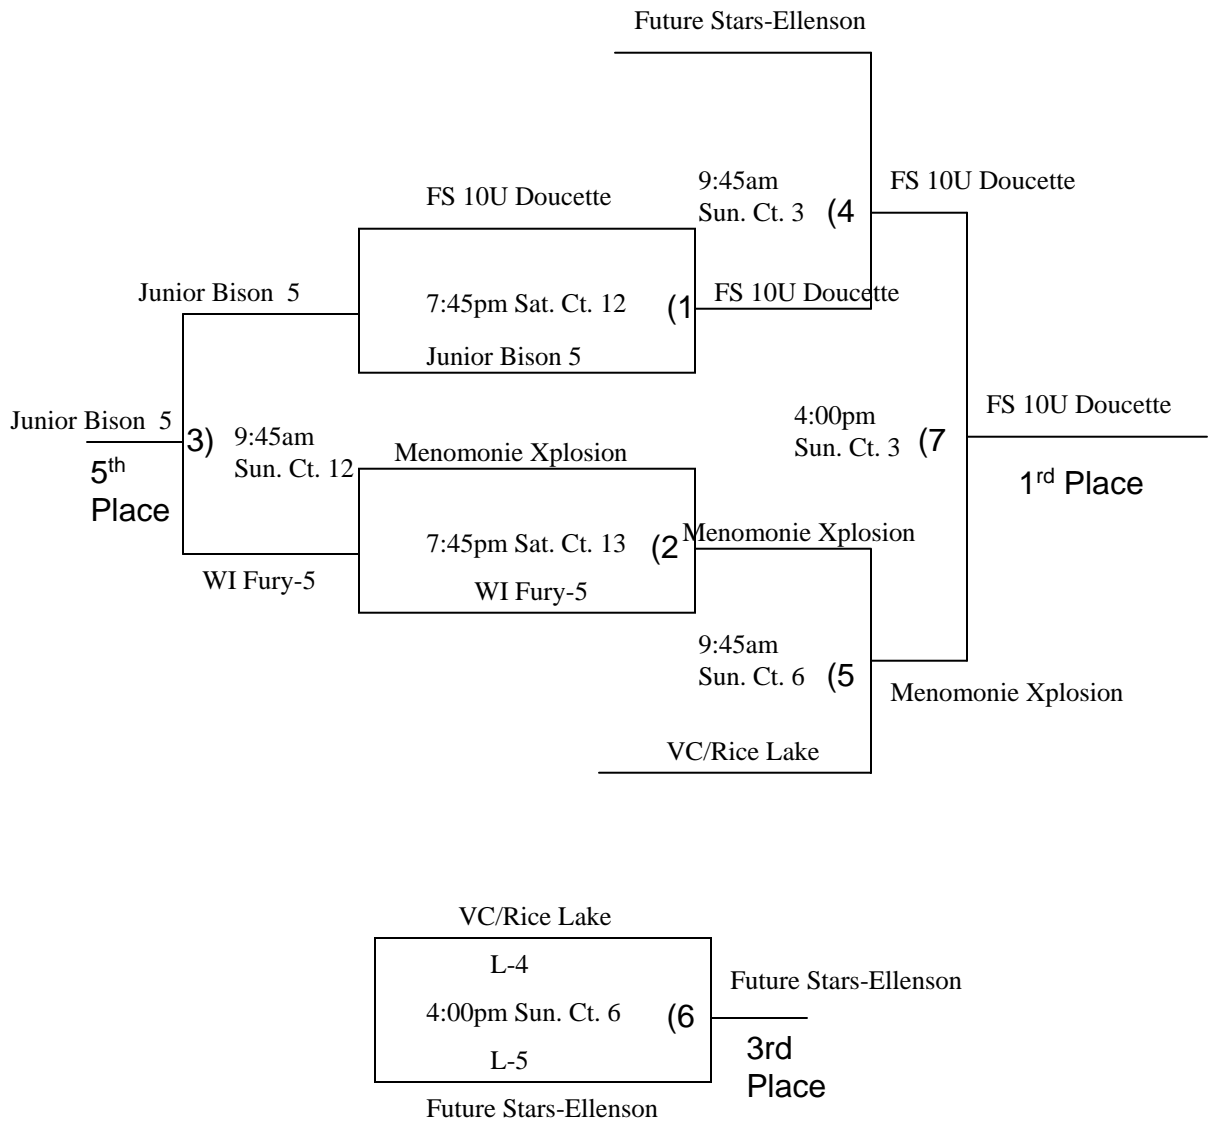 Future Stars-Ellenson
9:45am
Sun. Ct. 3 (4
FS 10U Doucette
FS 10U Doucette
Junior Bison  5
7:45pm Sat. Ct. 12 (1
FS 10U Doucette
Junior Bison 5
Junior Bison  5
3)
9:45am
Sun. Ct. 12
5th
Place
Menomonie Xplosion
4:00pm
Sun. Ct. 3 (7
FS 10U Doucette
1rd Place
7:45pm Sat. Ct. 13 (2
Menomonie Xplosion
WI Fury-5
WI Fury-5
9:45am
Sun. Ct. 6 (5
Menomonie Xplosion
VC/Rice Lake
VC/Rice Lake
L-4
4:00pm Sun. Ct. 6 (6
Future Stars-Ellenson
L-5
3rd
Place
Future Stars-Ellenson